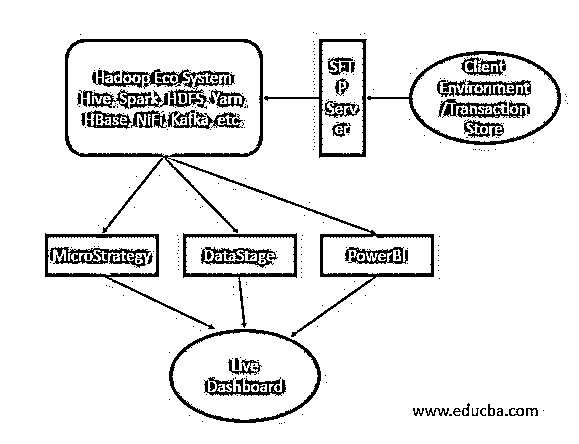 Hadoop Eco System
Hive, Spark, HDFS, Yarn,
HBase, NiFi, Kafka, etc
SFT
P
Serv
er
Client
Environment
/Transaction
Store
MicroStrategy
DataStage
PowerBI
Live
Dashboard
www.educba.com